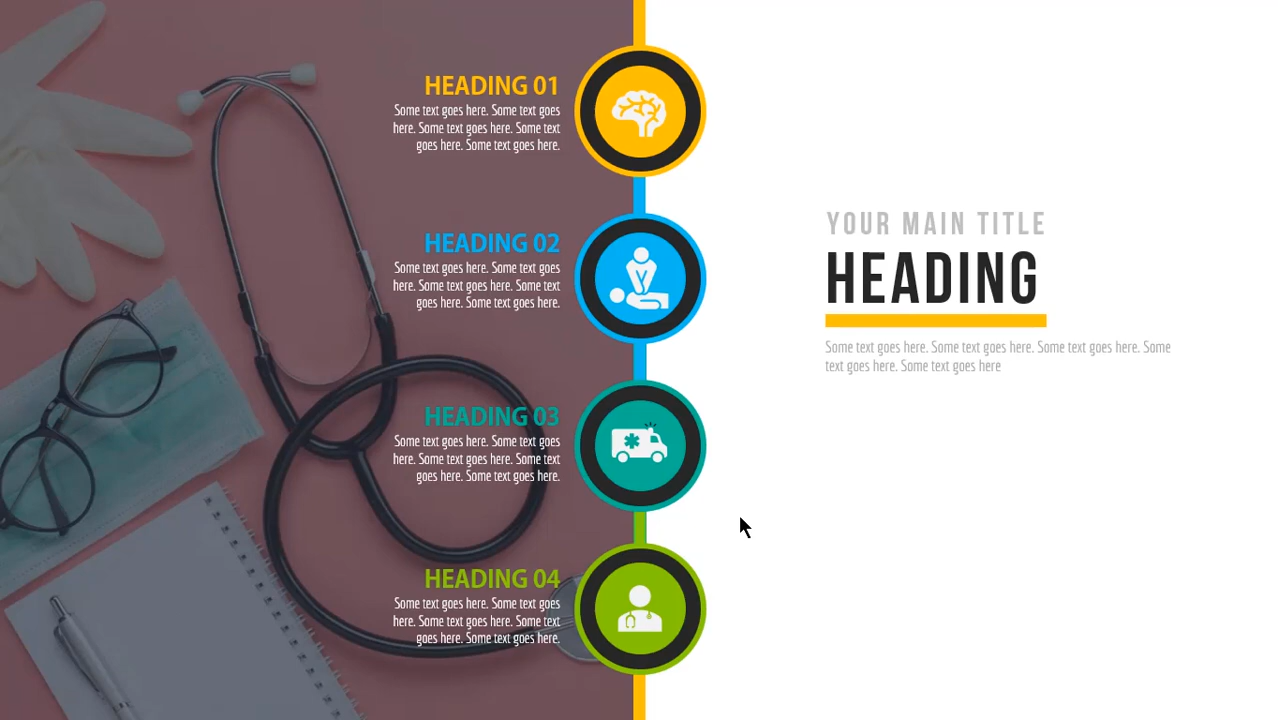 HEADING 01
Some text goes here. Some text goes
here. Some text goes here. Some text
goes here. Some text goes here.
HEADING 02
Some text goes here. Some text goes
here. Some text goes here. Some text
goes here. Some text goes here.
HEADING 03
Some text goes here. Some text goes
here. Some text goes here. Some text
goes here. Some text goes here.
HEADING 04
Some text goes here. Some text goes
here. Some text goes here. Some text
goes here. Some text goes here.
YOUR MAIN TITLE
HEADING
Some text goes here. Some text goes here. Some text goes here. Some
text goes here. Some text goes here